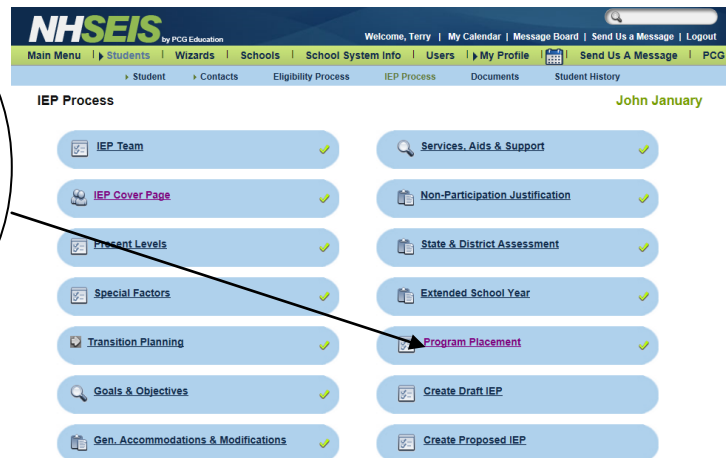 NHSEIS by PCG Education
Welcome, Terry | My Calendar | Message Board | Send Us a Message | Logout
Main Menu | Students | Wizards | Schools | School System Info | Users | My Profile | | Send Us A Message | PCG
Student Contacts Eligibility Process IEP Process Documents Student History
IEP Process John January
IEP Team
IEP Cover Page
Present Levels
Special Factors
Transition Planning
Goals & Objectives
Gen. Accommodations & Modifications
Services, Aids & Support
Non-Participation Justification
State & District Assessment
Extended School Year
Program Placement
Create Draft IEP
Create Proposed IEP